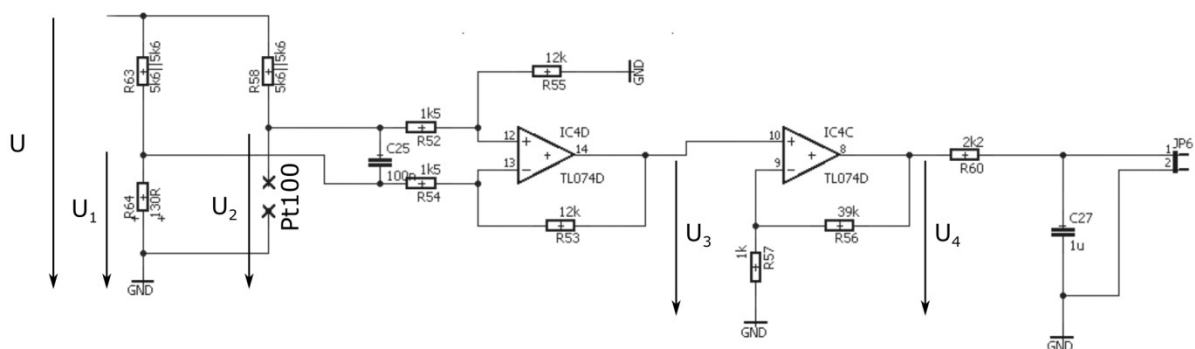 U
R63
5k6||5k6
R58
5k6||5k6
12k
R55
GND
1k5
R52
12
13
14
IC4D
TL074D
C25
100n
1k5
R54
12k
R53
10
9
8
IC4C
TL074D
2k2
R60
JP6
1
2
U1
R64
130R
U2
Pt100
U3
39k
R56
1k
R57
U4
C27
1u
GND
GND
GND